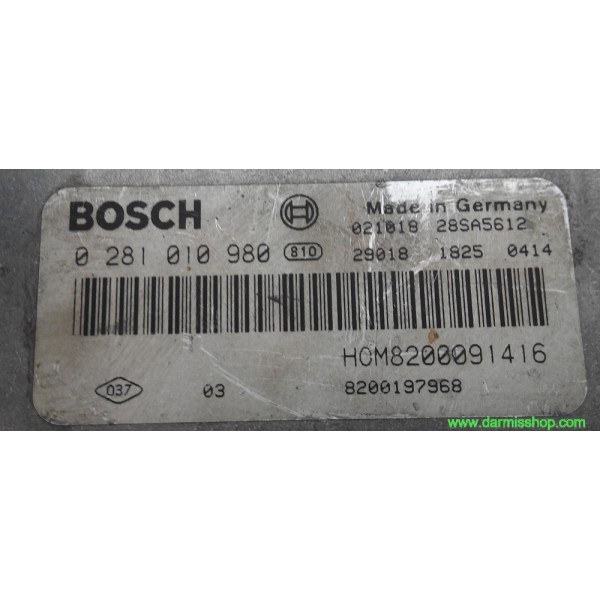 BOSCH
Made in Germany
021018 28SA5612
0 281 010 980 810
29018 1825 0414
HOM8200091416
037 03
8200197968
www.darmisshop.com